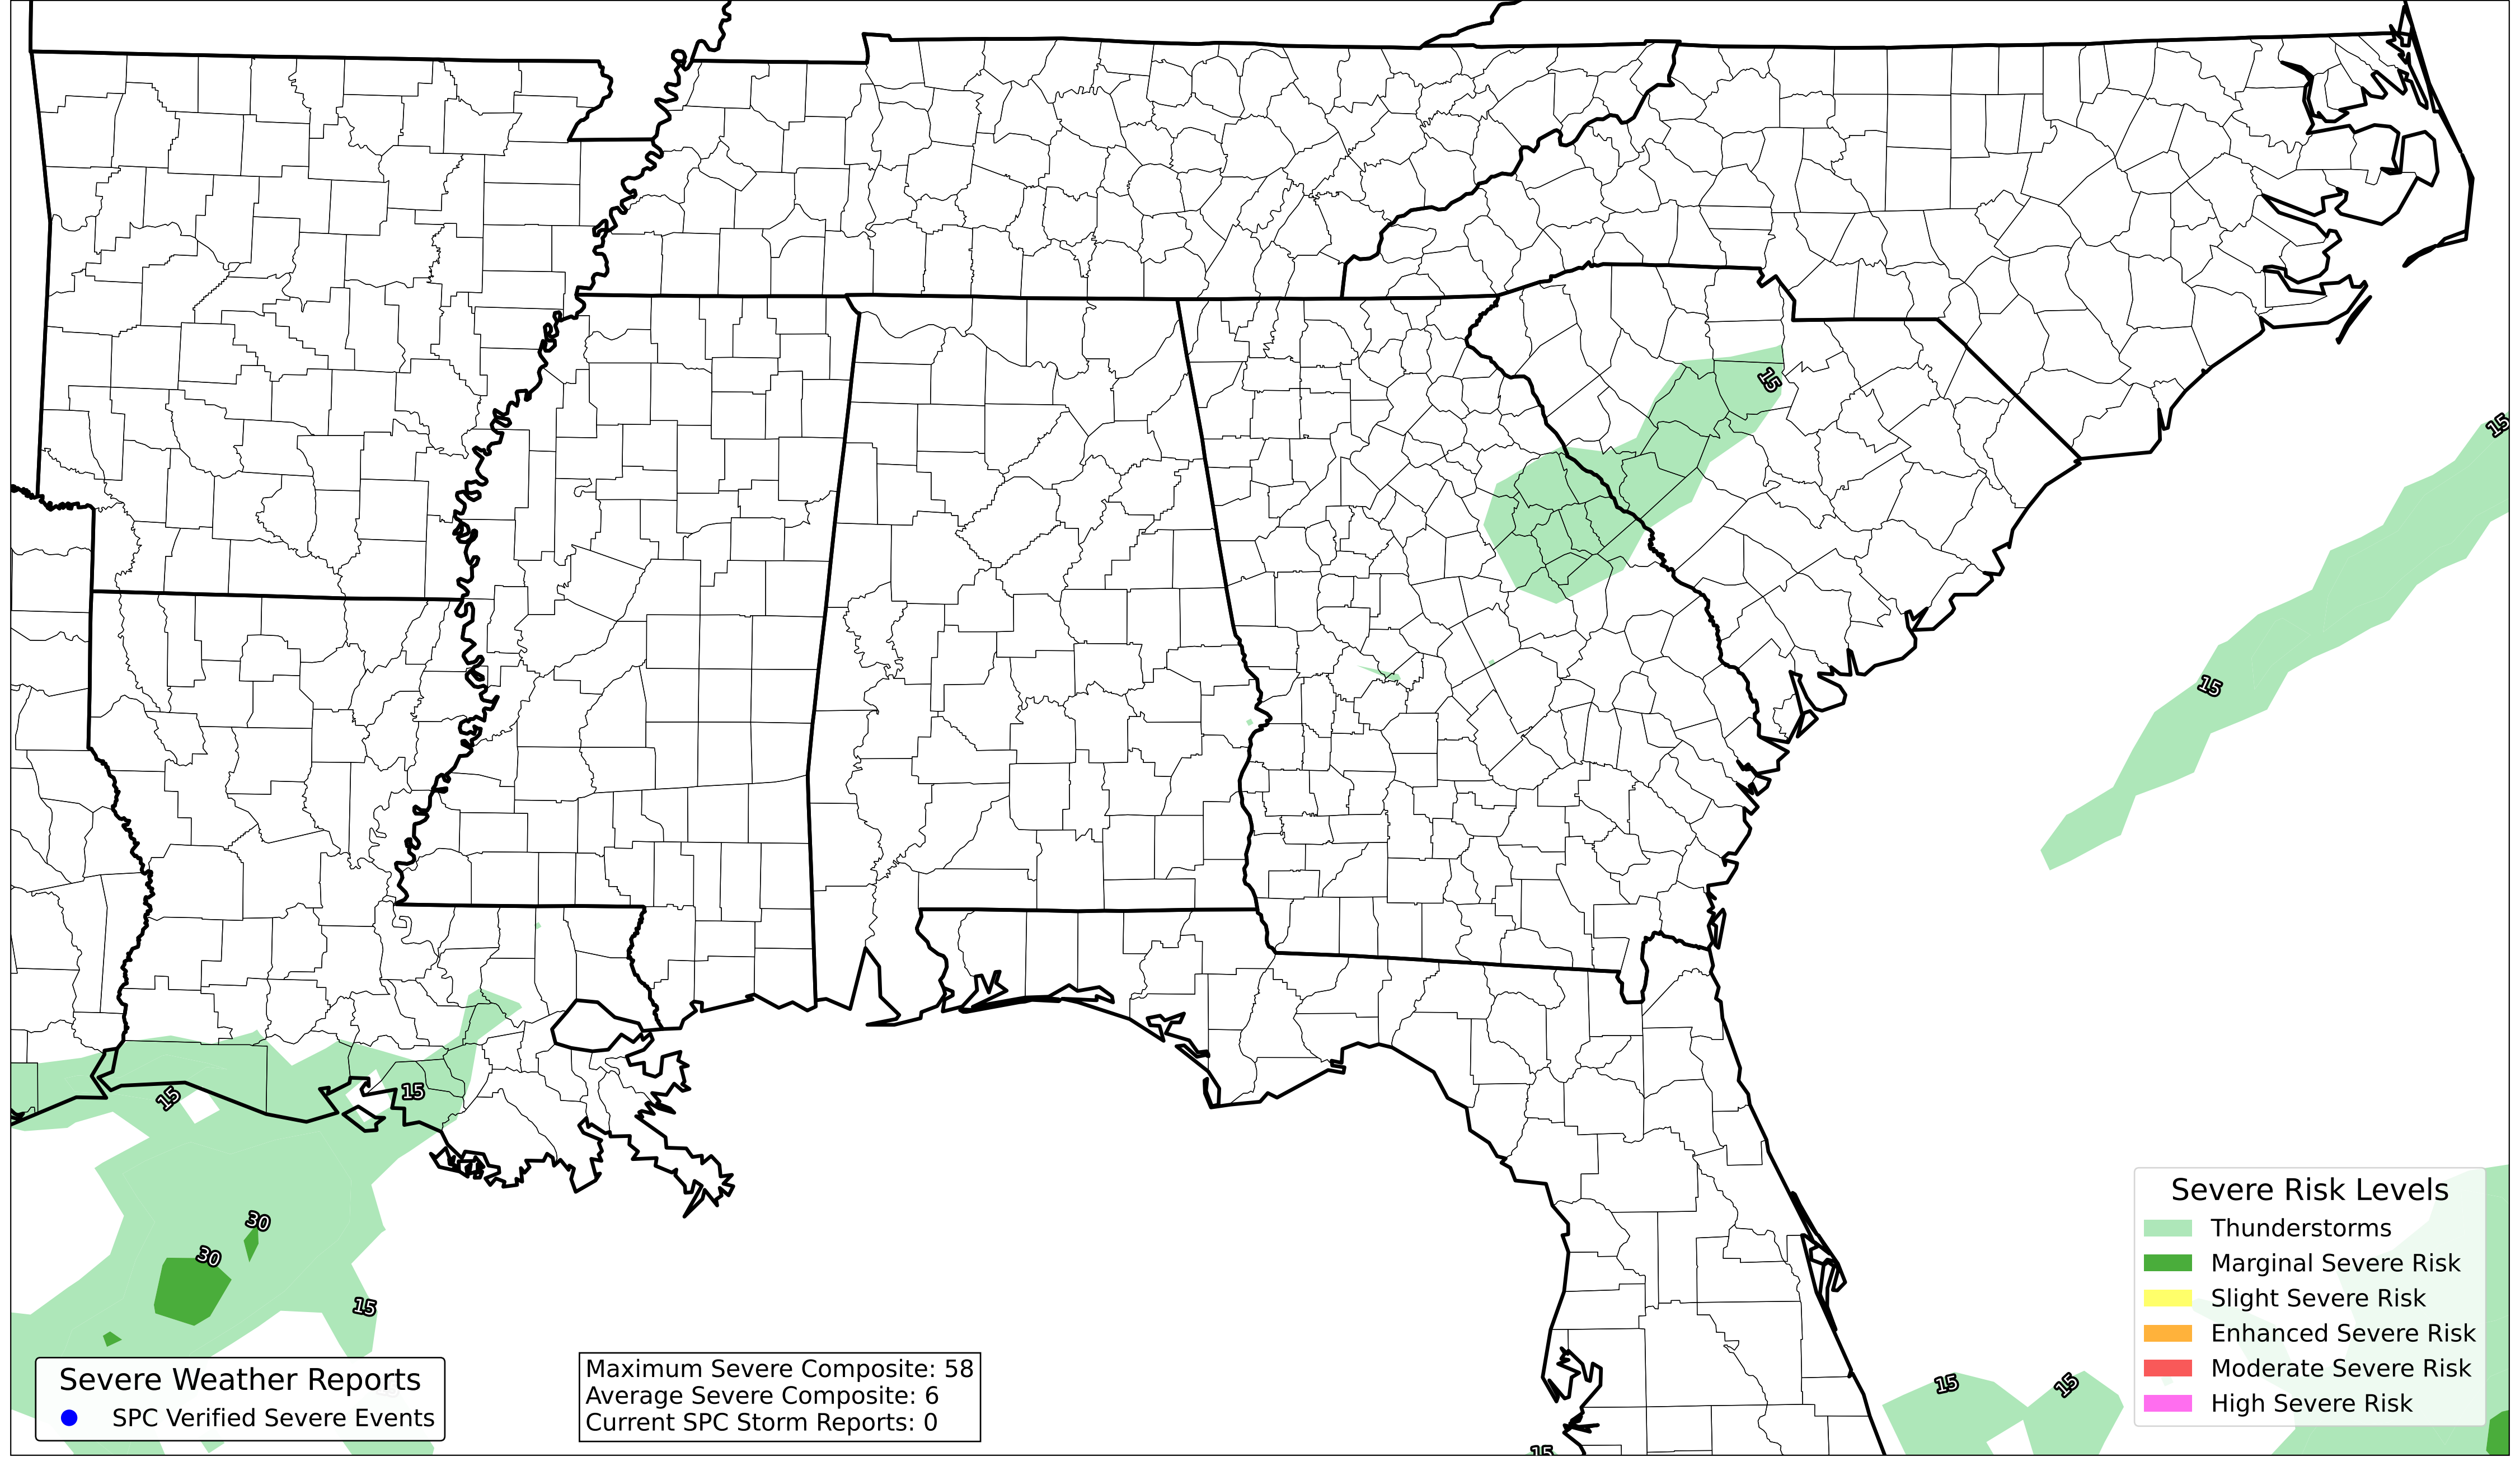 15
15
15
15
15
30
30
15
15
15
15
Severe Risk Levels
Thunderstorms
Marginal Severe Risk
Slight Severe Risk
Enhanced Severe Risk
Moderate Severe Risk
High Severe Risk
Severe Weather Reports
SPC Verified Severe Events
Maximum Severe Composite: 58
Average Severe Composite: 6
Current SPC Storm Reports: 0